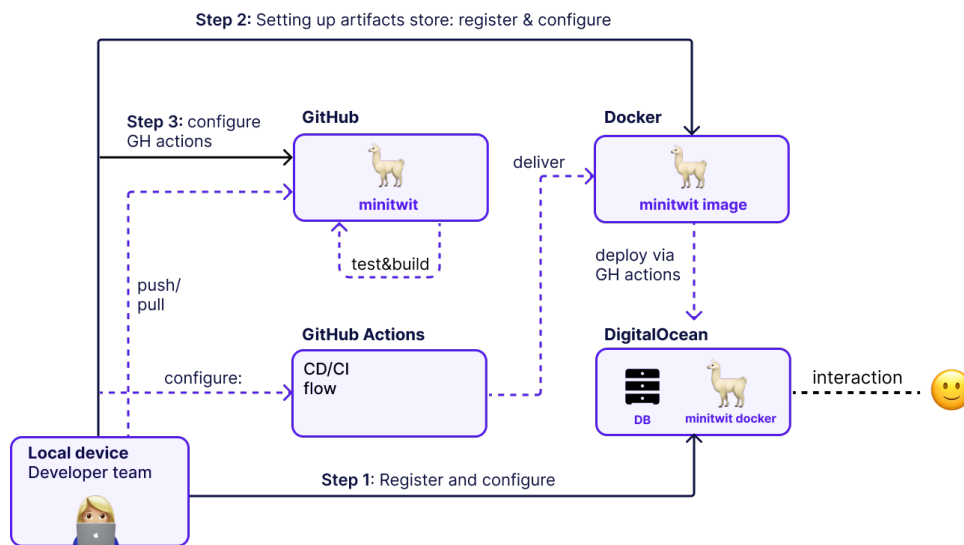 Step 2: Setting up artifacts store: register & configure
Step 3: configure
GH actions
GitHub
minitwit
test&build
Docker
minitwit image
deliver
deploy via
GH actions
push/
pull
GitHub Actions
CD/CI
flow
configure:
DigitalOcean
DB
minitwit docker
interaction
Local device
Developer team
Step 1: Register and configure